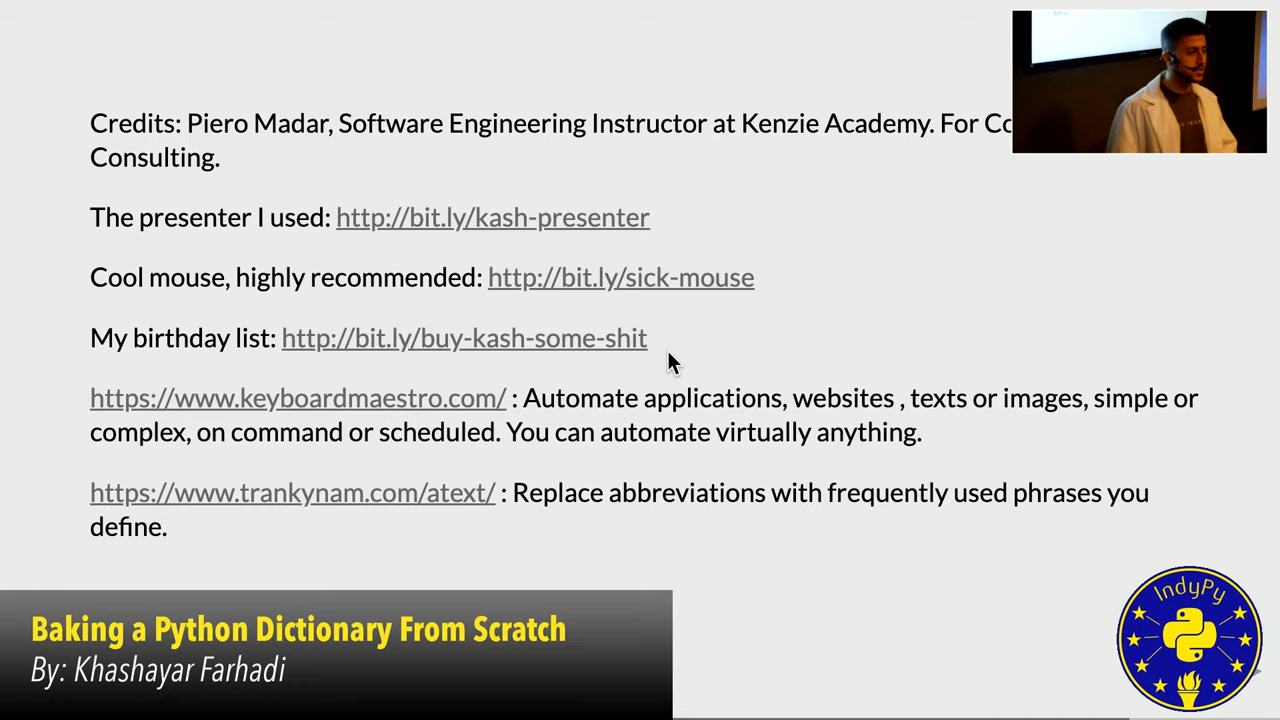 Credits: Piero Madar, Software Engineering Instructor at Kenzie Academy. For
Consulting.
The presenter I used: http://bit.ly/kash-presenter
Cool mouse, highly recommended: http://bit.ly/sick-mouse
My birthday list: http://bit.ly/buy-kash-some-shit
https://www.keyboardmaestro.com/ : Automate applications, websites , texts or images, simple or
complex, on command or scheduled. You can automate virtually anything.
https://www.trankynam.com/atext/ : Replace abbreviations with frequently used phrases you
define.
Baking a Python Dictionary From Scratch
By: Khashayar Farhadi
IndyPy